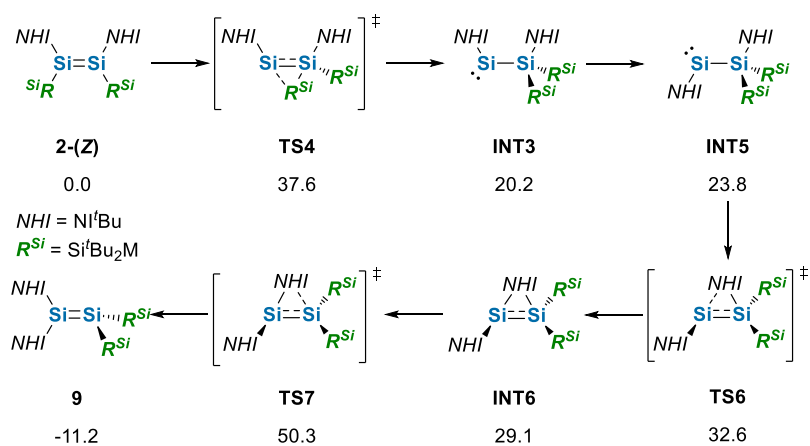 NHI NHI
Si Si
SiR RSi
NHI NHI ‡
Si Si
RSi RSi
NHI NHI
Si Si
RSi
RSi
NHI
Si Si
RSi
NHI RSi
2-(Z) TS4 INT3 INT5
0.0 37.6 20.2 23.8
NHI = NItBu
RSi = SitBu2M
NHI
Si Si
RSi
NHI RSi
NHI RSi ‡
Si Si
NHI RSi
NHI RSi
Si Si
NHI RSi
NHI RSi ‡
Si Si
NHI RSi
9 TS7 INT6 TS6
-11.2 50.3 29.1 32.6